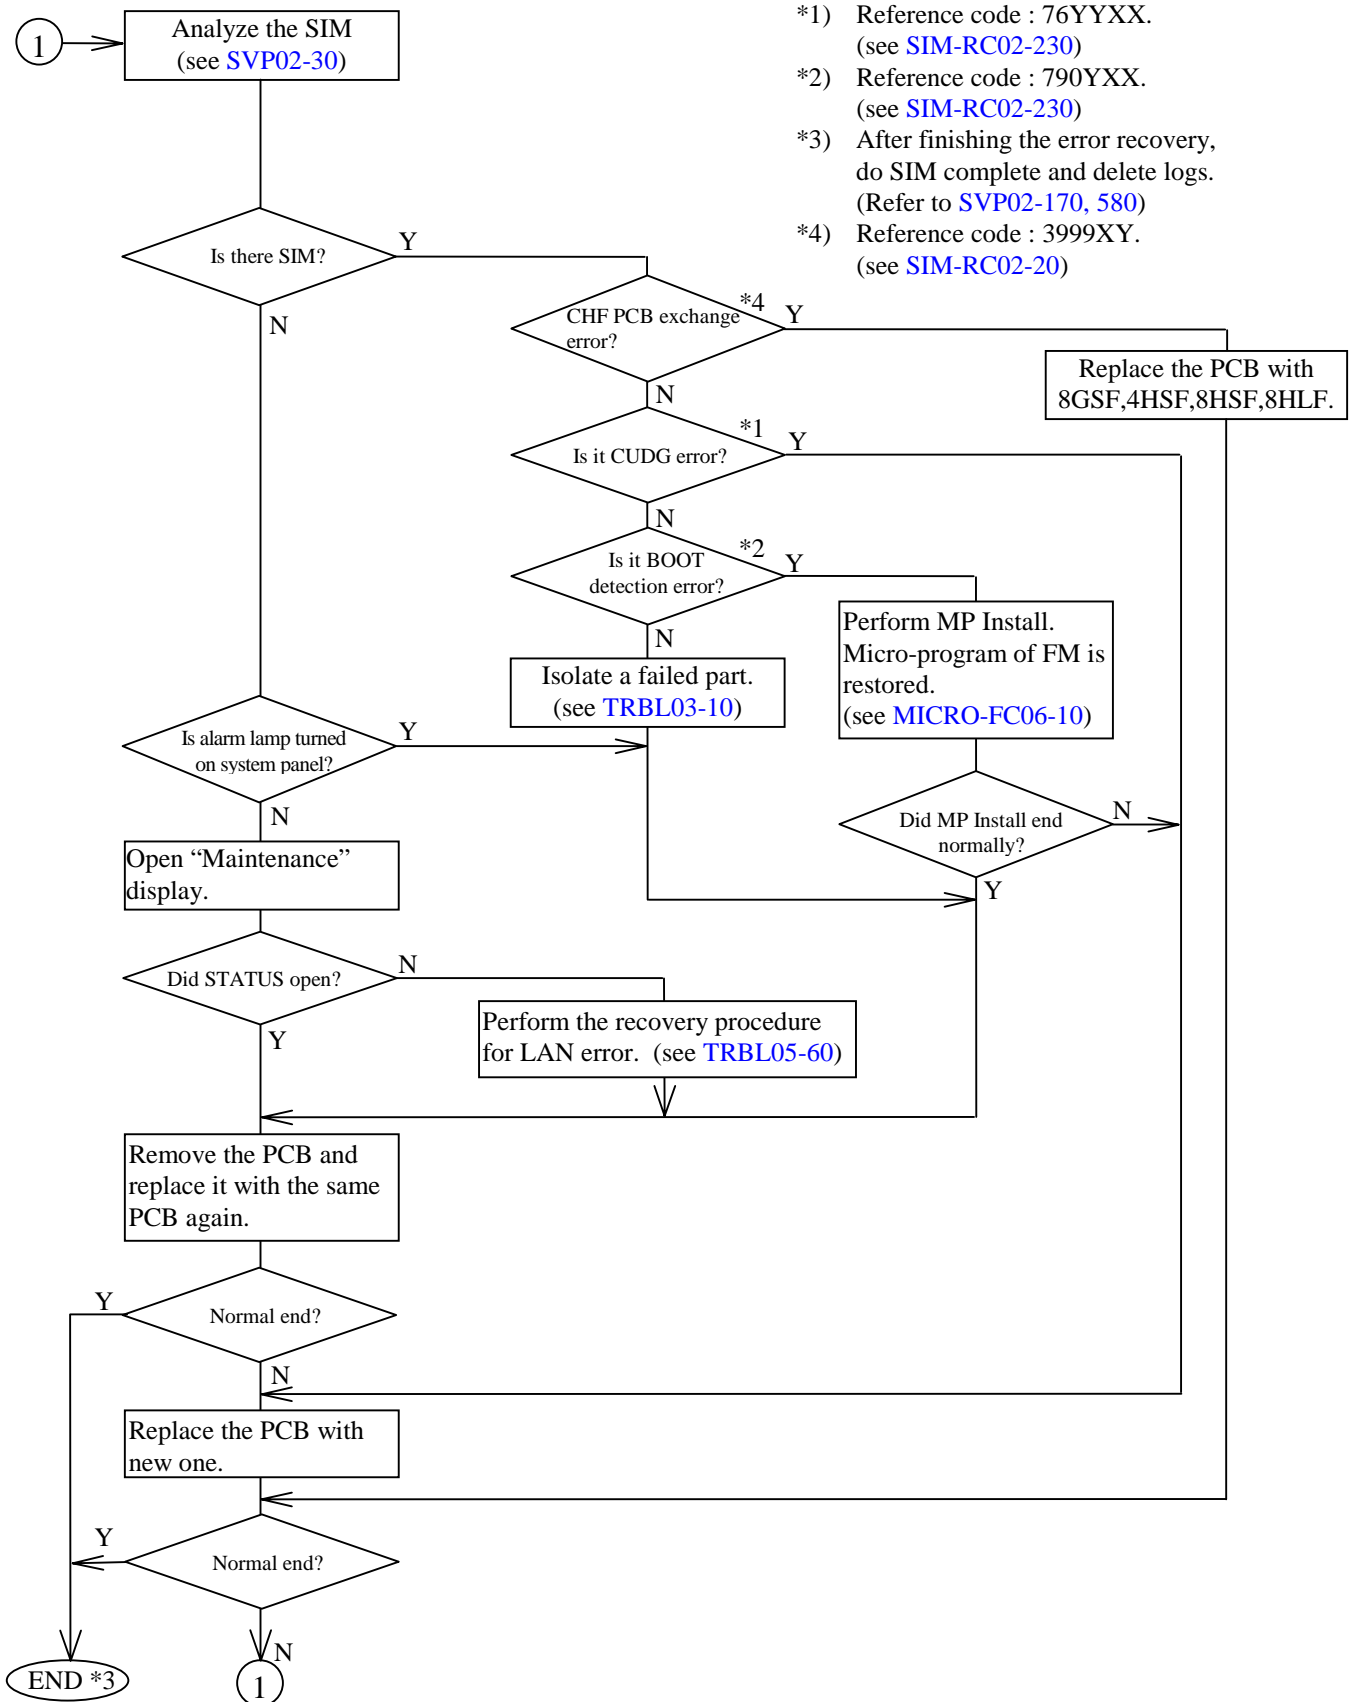 1
Analyze the SIM
(see SVP02-30)
*1) Reference code : 76YYXX.
(see SIM-RC02-230)
*2) Reference code : 790YXX.
(see SIM-RC02-230)
*3) After finishing the error recovery,
do SIM complete and delete logs.
(Refer to SVP02-170, 580)
*4) Reference code : 3999XY.
(see SIM-RC02-20)
Is there SIM?
Y
N
CHF PCB exchange
error?
*4
Y
N
Replace the PCB with
8GSF,4HSF,8HSF,8HLF.
Is it CUDG error?
*1
Y
N
Is it BOOT
detection error?
*2
Y
N
Perform MP Install.
Micro-program of FM is
restored.
(see MICRO-FC06-10)
Isolate a failed part.
(see TRBL03-10)
Is alarm lamp turned
on system panel?
Y
N
Did MP Install end
normally?
N
Y
Open “Maintenance”
display.
Did STATUS open?
N
Y
Perform the recovery procedure
for LAN error. (see TRBL05-60)
Remove the PCB and
replace it with the same
PCB again.
Y
Normal end?
N
Replace the PCB with
new one.
Y
Normal end?
N
END *3
1